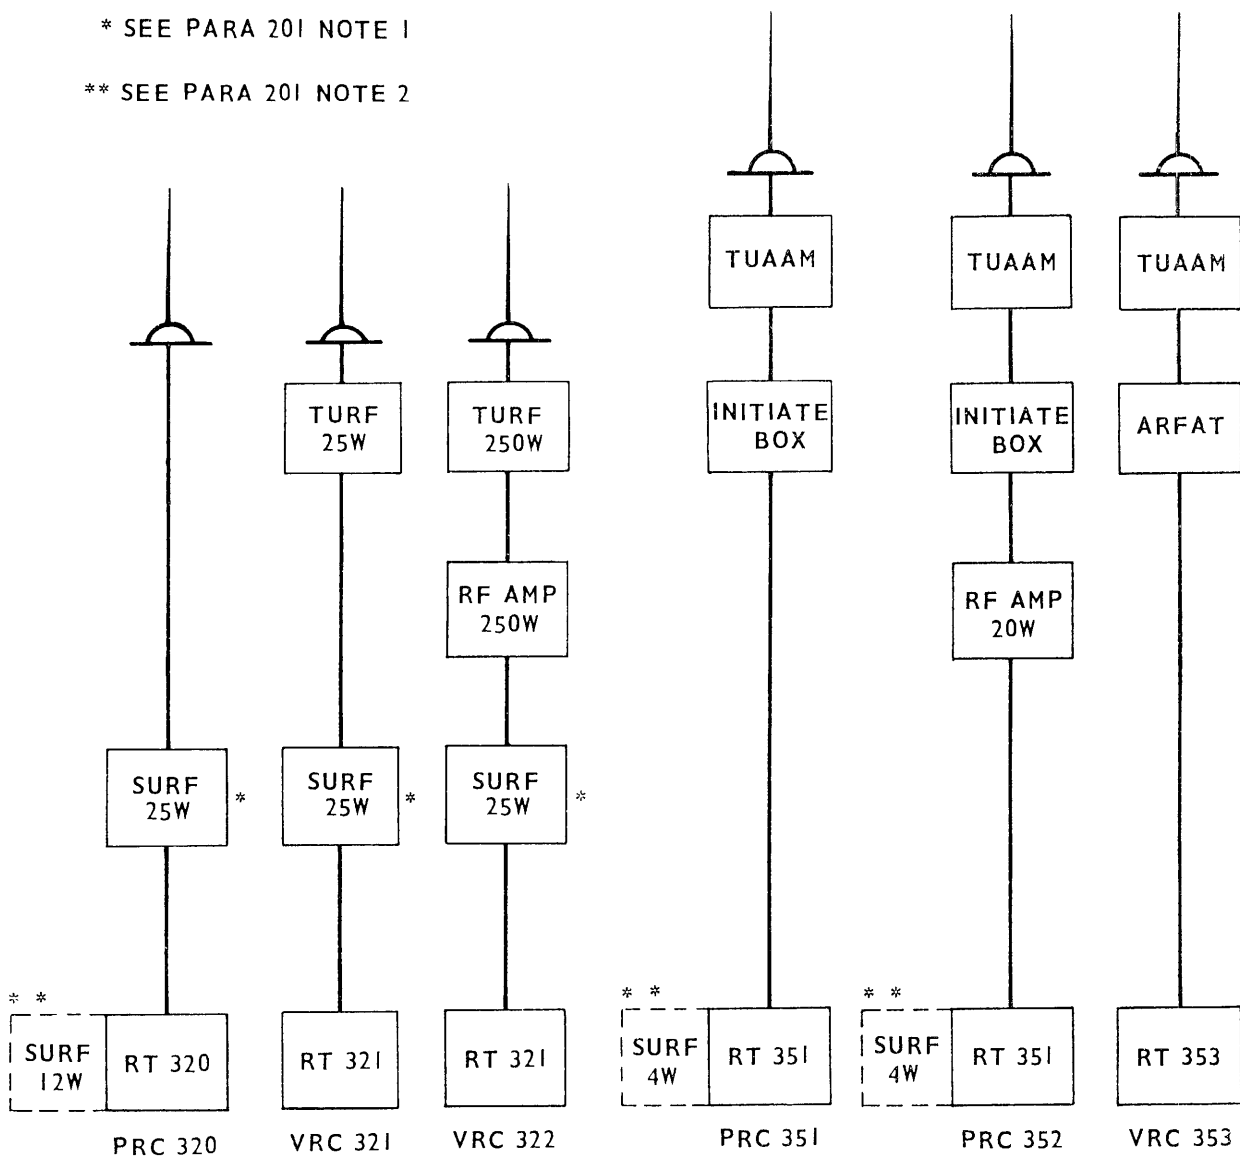 * SEE PARA 201 NOTE 1
** SEE PARA 201 NOTE 2
TUAAM
TUAAM
TUAAM
TURF
25W
TURF
250W
INITIATE
BOX
INITIATE
BOX
ARFAT
RF AMP
250W
RF AMP
20W
SURF
25W
*
SURF
25W
*
SURF
25W
*
* *
SURF
12W
RT 320
RT 321
RT 321
* *
SURF
4W
RT 351
* *
SURF
4W
RT 351
RT 353
PRC 320
VRC 321
VRC 322
PRC 351
PRC 352
VRC 353